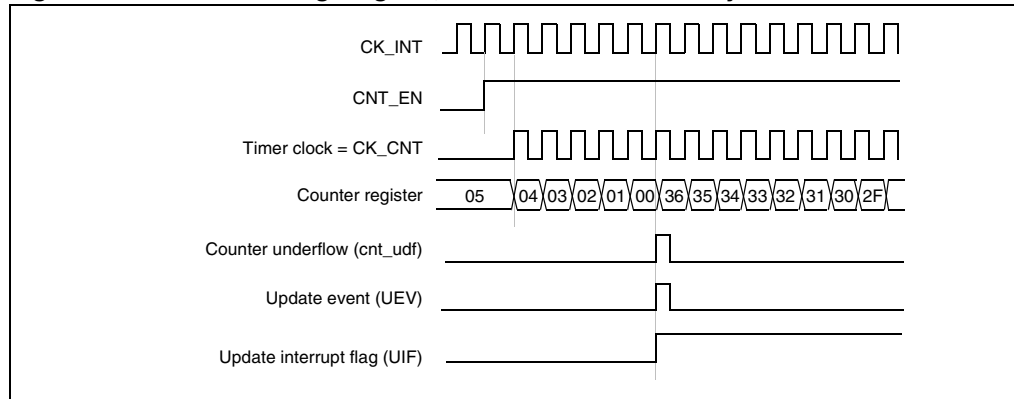 CK_INT
CNT_EN
Timer clock = CK_CNT
Counter register 05 04 03 02 01 00 36 35 34 33 32 31 30 2F
Counter underflow (cnt_udf)
Update event (UEV)
Update interrupt flag (UIF)